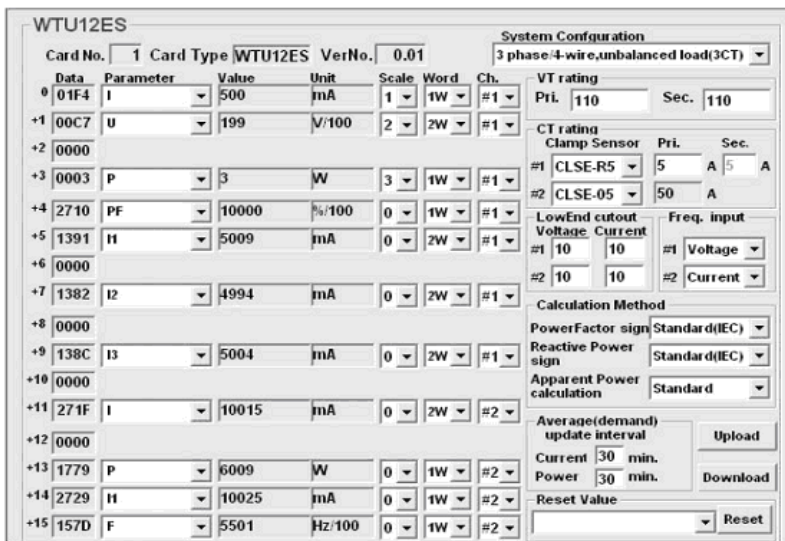 WTU12ES
Card No. 1 Card Type WTU12ES VerNo. 0.01
Data Parameter Value Unit Scale Word Ch.
0 01F4 I 500 mA 1 1W #1
+1 00C7 U 199 V/100 2 2W #1
+2 0000
+3 0003 P 3 W 3 1W #1
+4 2710 PF 10000 %/100 0 1W #1
+5 1391 I1 5009 mA 0 2W #1
+6 0000
+7 1382 I2 4994 mA 0 2W #1
+8 0000
+9 138C I3 5004 mA 0 2W #1
+10 0000
+11 271F I 10015 mA 0 2W #2
+12 0000
+13 1779 P 6009 W 0 1W #2
+14 2729 I1 10025 mA 0 1W #2
+15 157D F 5501 Hz/100 0 1W #2
System Confguration
3 phase/4-wire,unbalanced load(3CT)
VT rating
Pri. 110 Sec. 110
CT rating
Clamp Sensor Pri. Sec.
#1 CLSE-R5 5 A 5 A
#2 CLSE-05 50 A
LowEnd cutout
Voltage Current
#1 10 10
#2 10 10
Freq. input
#1 Voltage
#2 Current
Calculation Method
PowerFactor sign Standard(IEC)
Reactive Power
sign Standard(IEC)
Apparent Power
calculation Standard
Average(demand)
update interval
Current 30 min.
Power 30 min.
Upload
Download
Reset Value
Reset